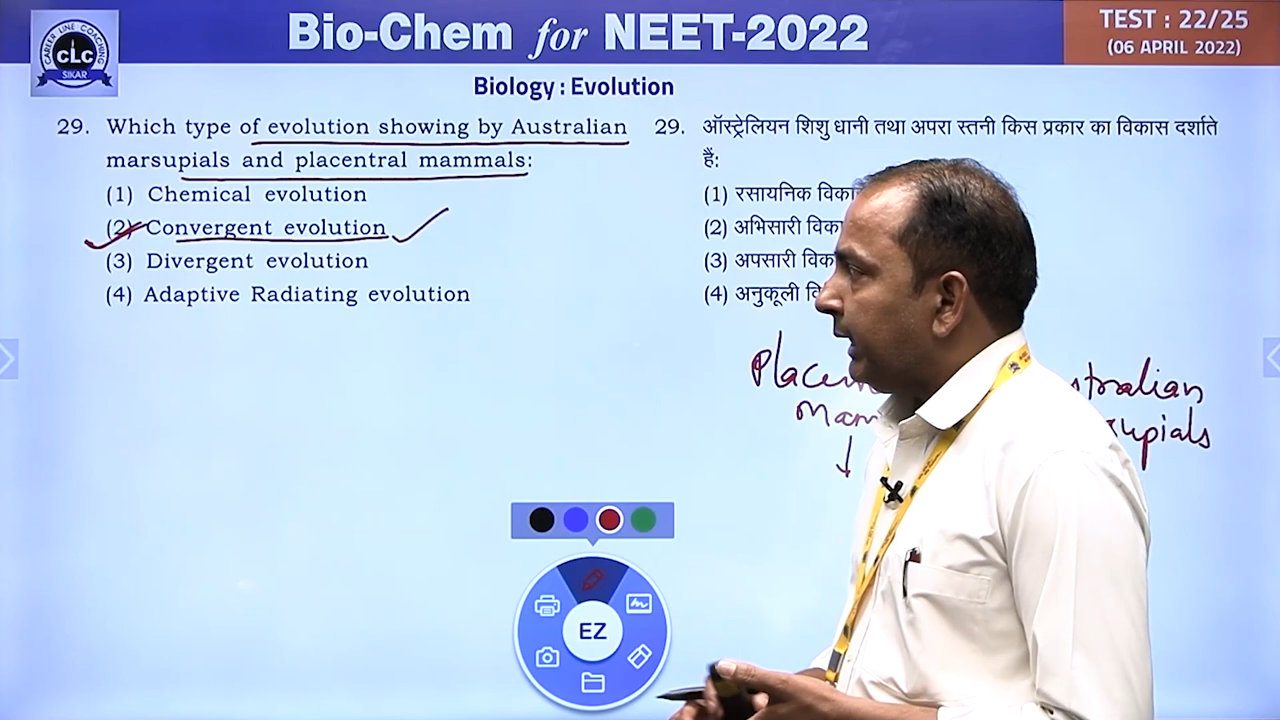 CAREER LINE COACHING
CLC
SIKAR
Bio-Chem for NEET-2022
TEST : 22/25
(06 APRIL 2022)
Biology : Evolution
29. Which type of evolution showing by Australian
marsupials and placentral mammals:
(1) Chemical evolution
(2) Convergent evolution
(3) Divergent evolution
(4) Adaptive Radiating evolution
29. ऑस्ट्रेलियन शिशु धानी तथा अपरा स्तनी किस प्रकार का विकास दर्शाते
हैं:
(1) रसायनिक
(2) अभिसारी
(3) अपसारी
(4) अनुकूली
EZ